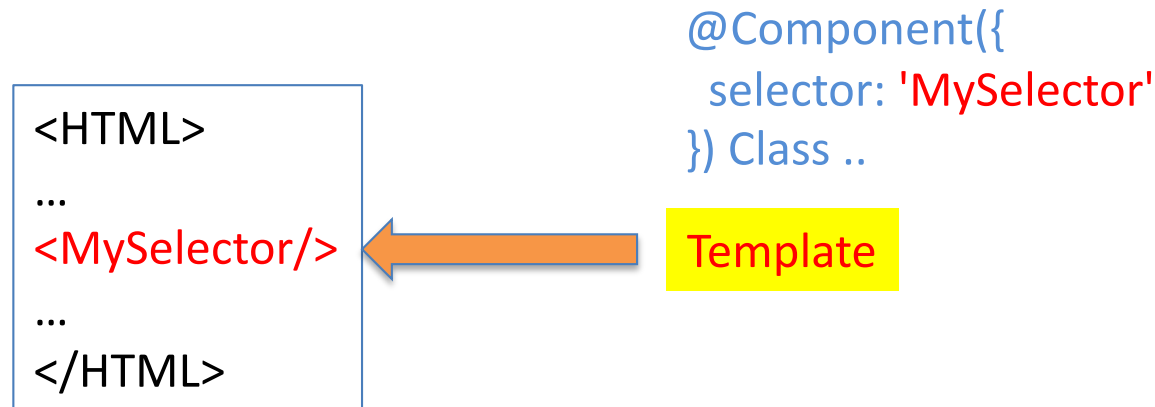 <HTML>
...
<MySelector/>
...
</HTML>
@Component({
selector: 'MySelector'
}) Class ..
Template